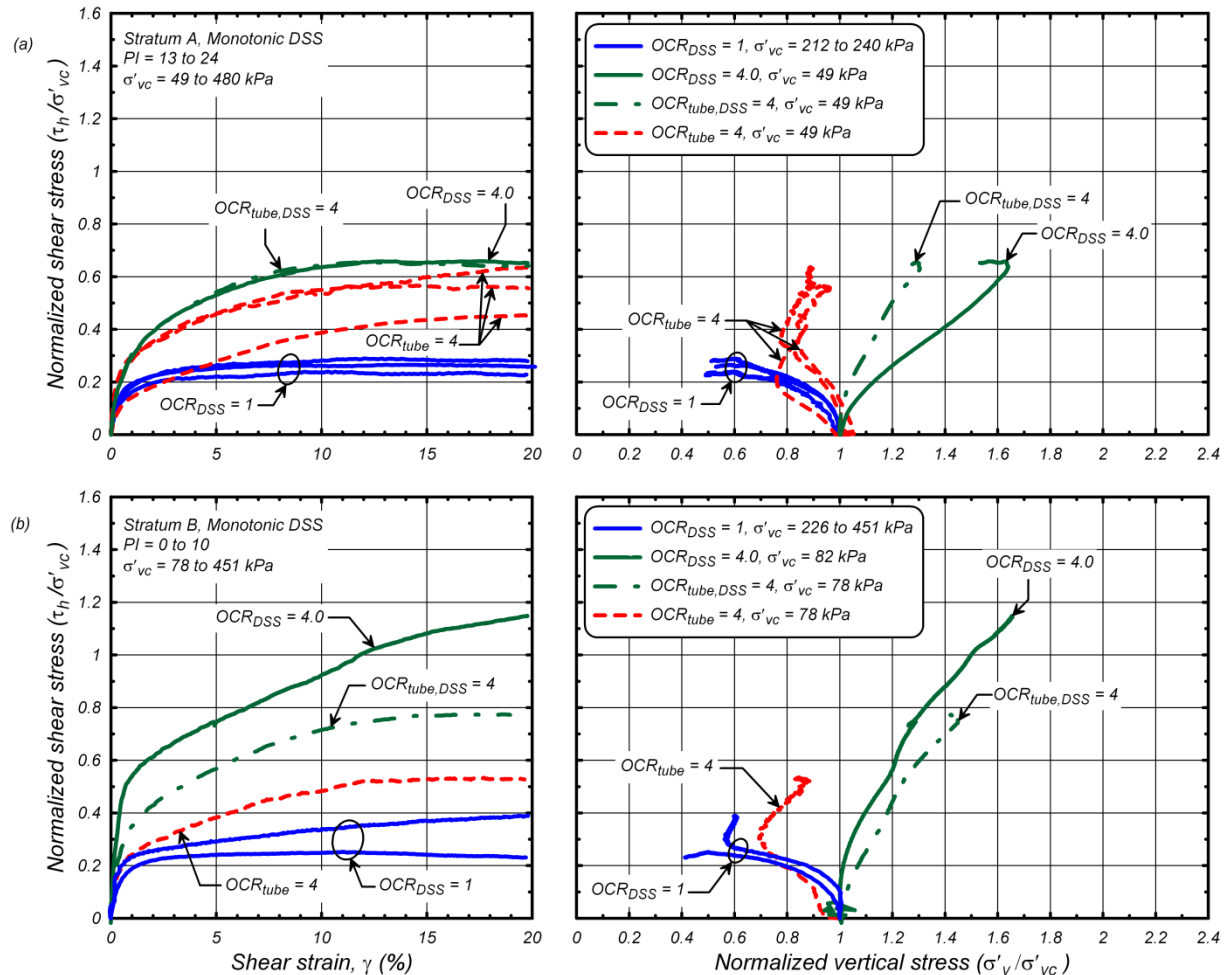 (a)
Normalized shear stress (τh/σ'vc)
1.6
1.4
1.2
1
0.8
0.6
0.4
0.2
0
Stratum A, Monotonic DSS
PI = 13 to 24
σ'vc = 49 to 480 kPa
OCRDSS = 4.0
OCRtube,DSS = 4
OCRtube = 4
OCRDSS = 1
0 5 10 15 20
OCRDSS = 1, σ'vc = 212 to 240 kPa
OCRDSS = 4.0, σ'vc = 49 kPa
OCRtube,DSS = 4, σ'vc = 49 kPa
OCRtube = 4, σ'vc = 49 kPa
OCRtube,DSS = 4
OCRDSS = 4.0
OCRtube = 4
OCRDSS = 1
0 0.2 0.4 0.6 0.8 1 1.2 1.4 1.6 1.8 2 2.2 2.4
(b)
Normalized shear stress (τh/σ'vc)
1.6
1.4
1.2
1
0.8
0.6
0.4
0.2
0
Stratum B, Monotonic DSS
PI = 0 to 10
σ'vc = 78 to 451 kPa
OCRDSS = 4.0
OCRtube,DSS = 4
OCRtube = 4
OCRDSS = 1
0 5 10 15 20
Shear strain, γ (%)
OCRDSS = 1, σ'vc = 226 to 451 kPa
OCRDSS = 4.0, σ'vc = 82 kPa
OCRtube,DSS = 4, σ'vc = 78 kPa
OCRtube = 4, σ'vc = 78 kPa
OCRDSS = 4.0
OCRtube,DSS = 4
OCRtube = 4
OCRDSS = 1
0 0.2 0.4 0.6 0.8 1 1.2 1.4 1.6 1.8 2 2.2 2.4
Normalized vertical stress (σ'v/σ'vc)